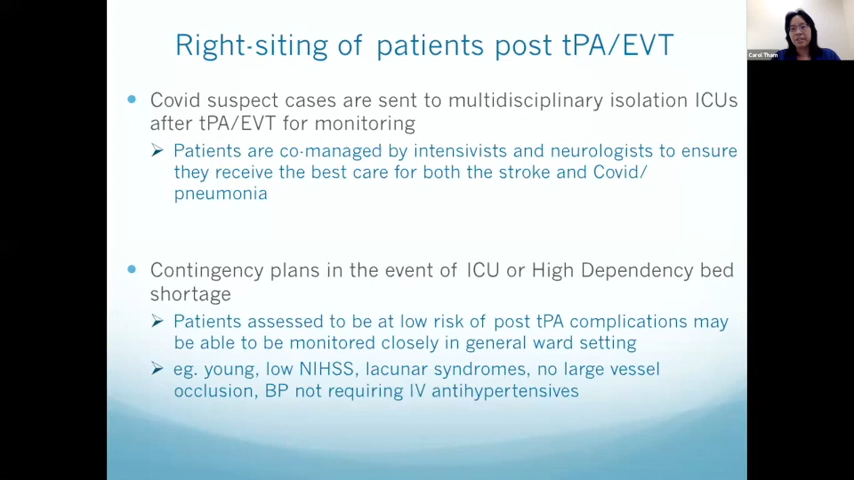 Right-siting of patients post tPA/EVT
Carol Tham
Covid suspect cases are sent to multidisciplinary isolation ICUs
after tPA/EVT for monitoring
Patients are co-managed by intensivists and neurologists to ensure
they receive the best care for both the stroke and Covid/
pneumonia
Contingency plans in the event of ICU or High Dependency bed
shortage
Patients assessed to be at low risk of post tPA complications may
be able to be monitored closely in general ward setting
eg. young, low NIHSS, lacunar syndromes, no large vessel
occlusion, BP not requiring IV antihypertensives